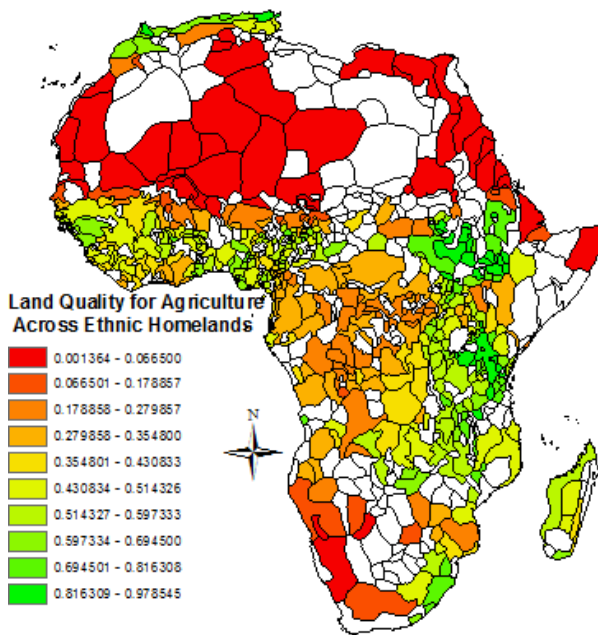 Land Quality for Agriculture
Across Ethnic Homelands
0.001364 - 0.066500
0.066501 - 0.178857
0.178858 - 0.279857
0.279858 - 0.354800
0.354801 - 0.430833
0.430834 - 0.514326
0.514327 - 0.597333
0.597334 - 0.694500
0.694501 - 0.816308
0.816309 - 0.978545
N